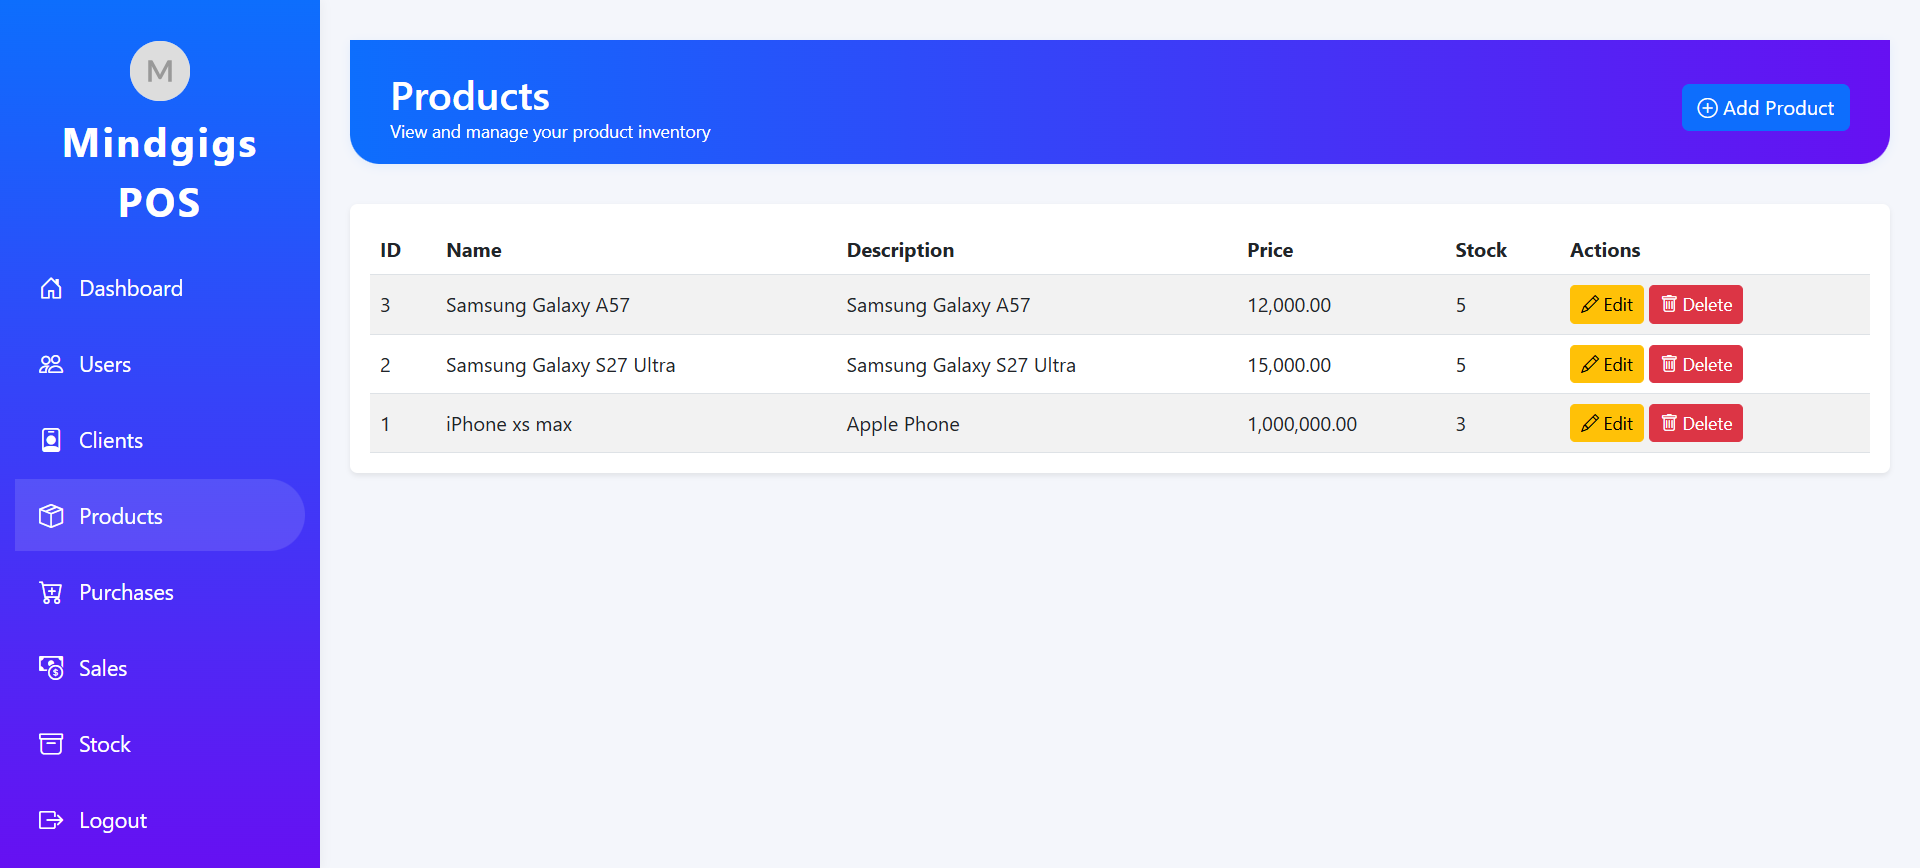 M
Mindgigs
POS
Dashboard
Users
Clients
Products
Purchases
Sales
Stock
Logout
Products
View and manage your product inventory
Add Product
ID Name Description Price Stock Actions
3 Samsung Galaxy A57 Samsung Galaxy A57 12,000.00 5 Edit Delete
2 Samsung Galaxy S27 Ultra Samsung Galaxy S27 Ultra 15,000.00 5 Edit Delete
1 iPhone xs max Apple Phone 1,000,000.00 3 Edit Delete